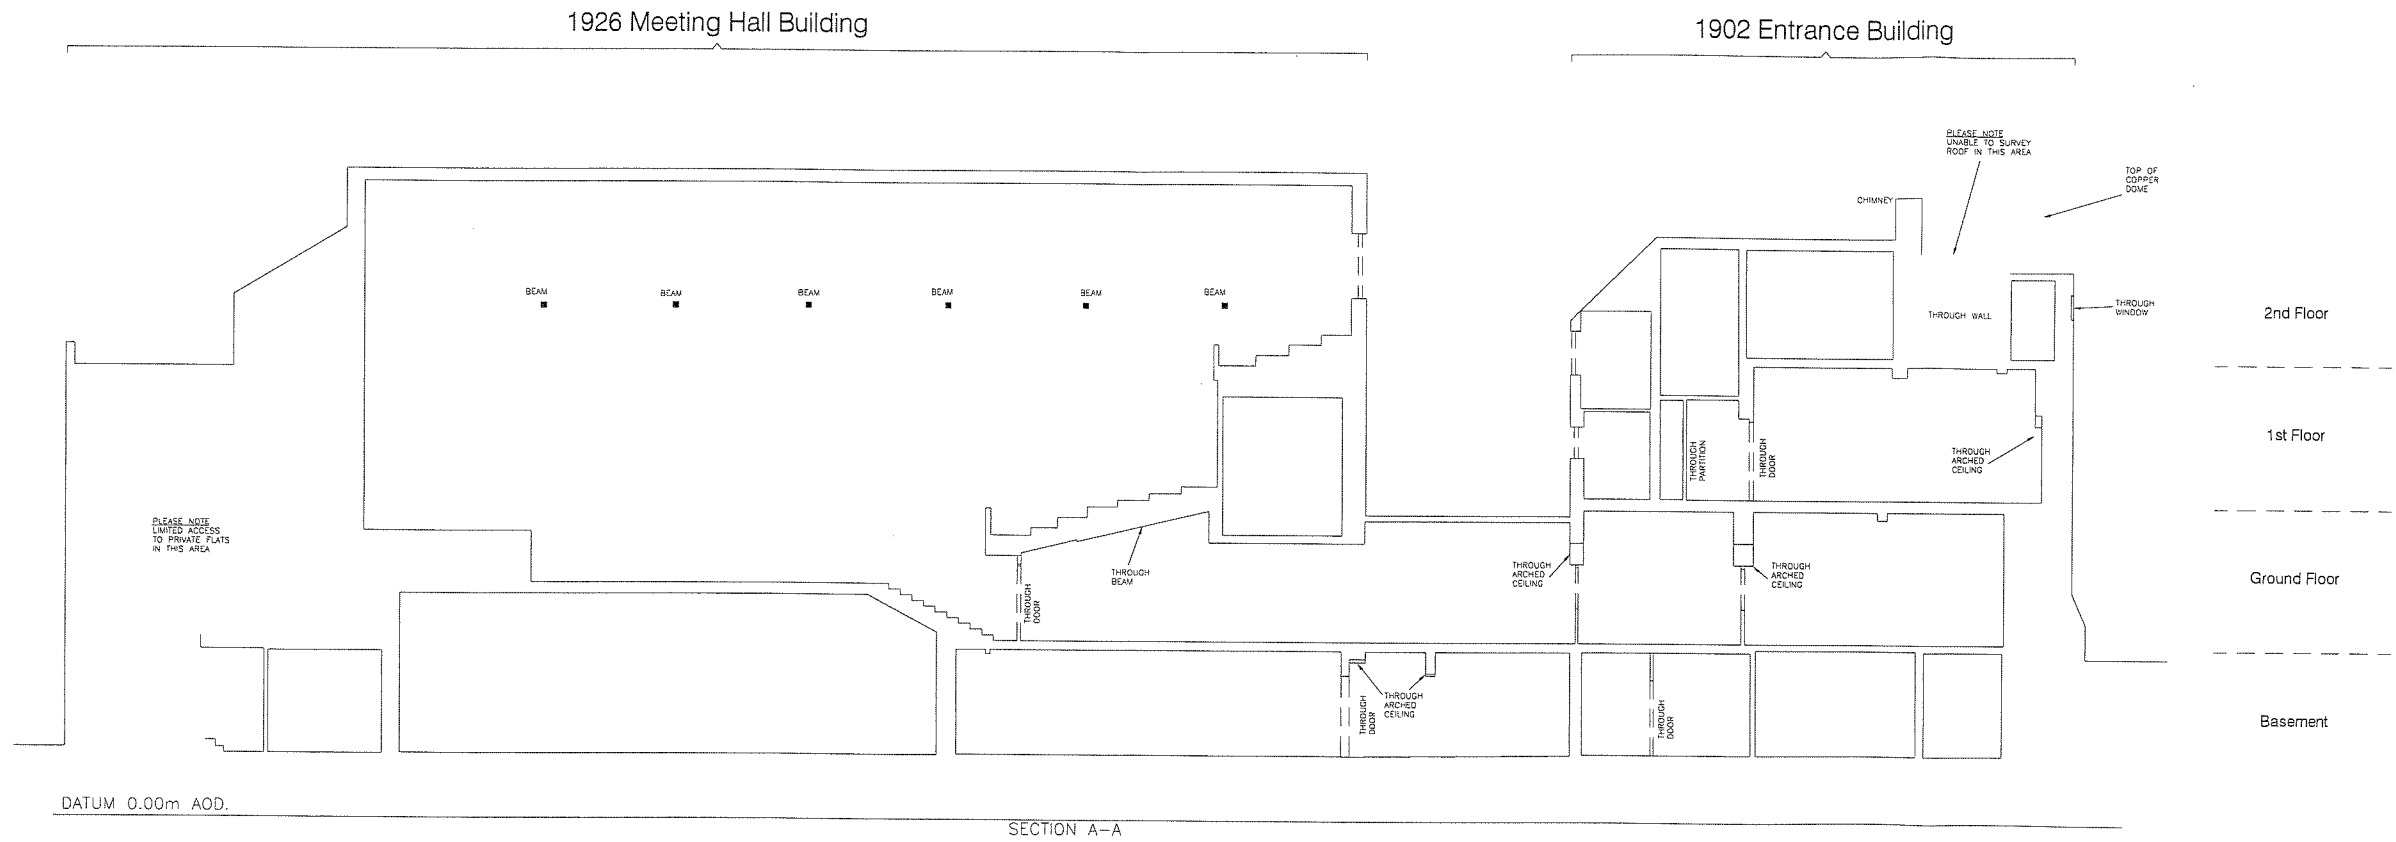 1926 Meeting Hall Building
1902 Entrance Building
PLEASE NOTE
UNABLE TO SURVEY
ROOF IN THIS AREA
TOP OF
COPPER
DOME
CHIMNEY
BEAM
BEAM
BEAM
BEAM
BEAM
BEAM
THROUGH WALL
THROUGH
WINDOW
2nd Floor
THROUGH
PARTITION
THROUGH
DOOR
THROUGH
ARCHED
CEILING
1st Floor
PLEASE NOTE
LIMITED ACCESS
TO PRIVATE FLATS
IN THIS AREA
THROUGH
DOOR
THROUGH
BEAM
THROUGH
ARCHED
CEILING
THROUGH
ARCHED
CEILING
Ground Floor
THROUGH
DOOR
THROUGH
ARCHED
CEILING
THROUGH
DOOR
Basement
DATUM 0.00m AOD.
SECTION A-A